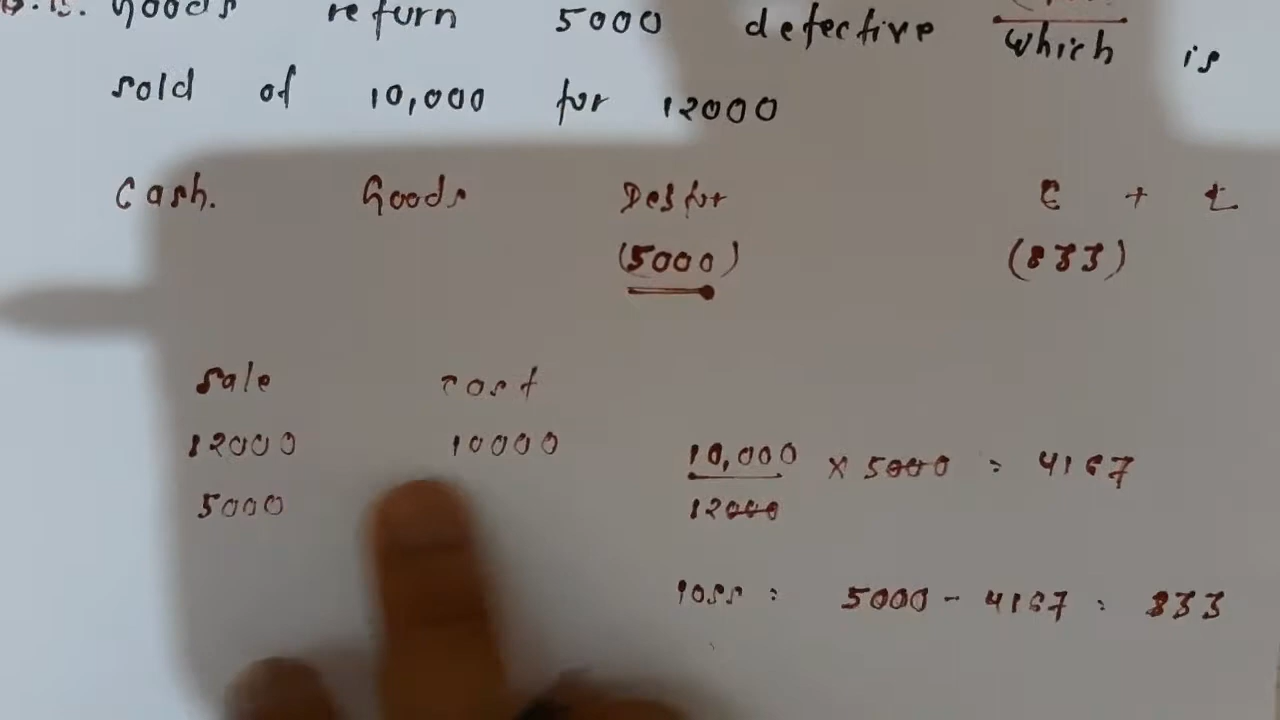 Goods return 5000 defective which is
sold of 10,000 for 12000
Cash. Goods + L
(5000) (833)
Sale cost
12000 10000 10,000 × 5000 = 4167
5000 12000
loss = 5000 - 4167 = 833